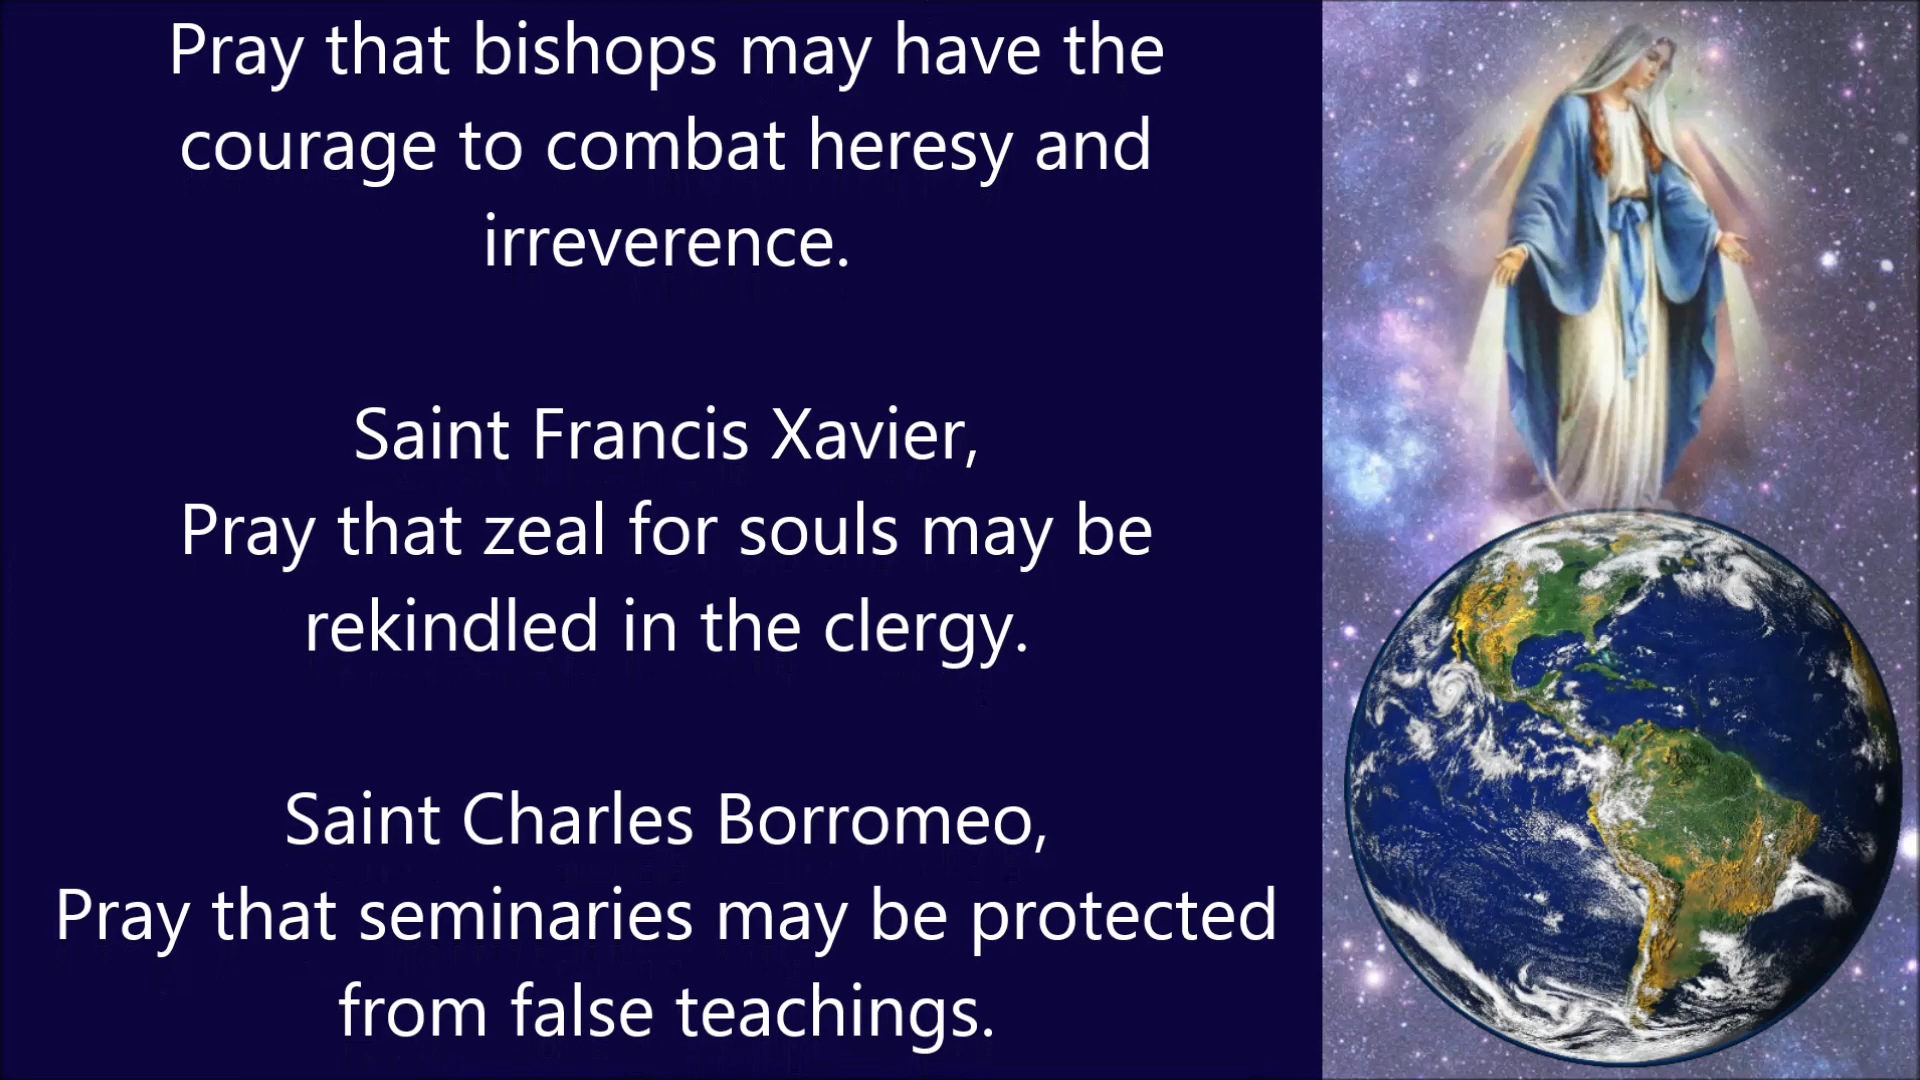 Pray that bishops may have the
courage to combat heresy and
irreverence.
Saint Francis Xavier,
Pray that zeal for souls may be
rekindled in the clergy.
Saint Charles Borromeo,
Pray that seminaries may be protected
from false teachings.